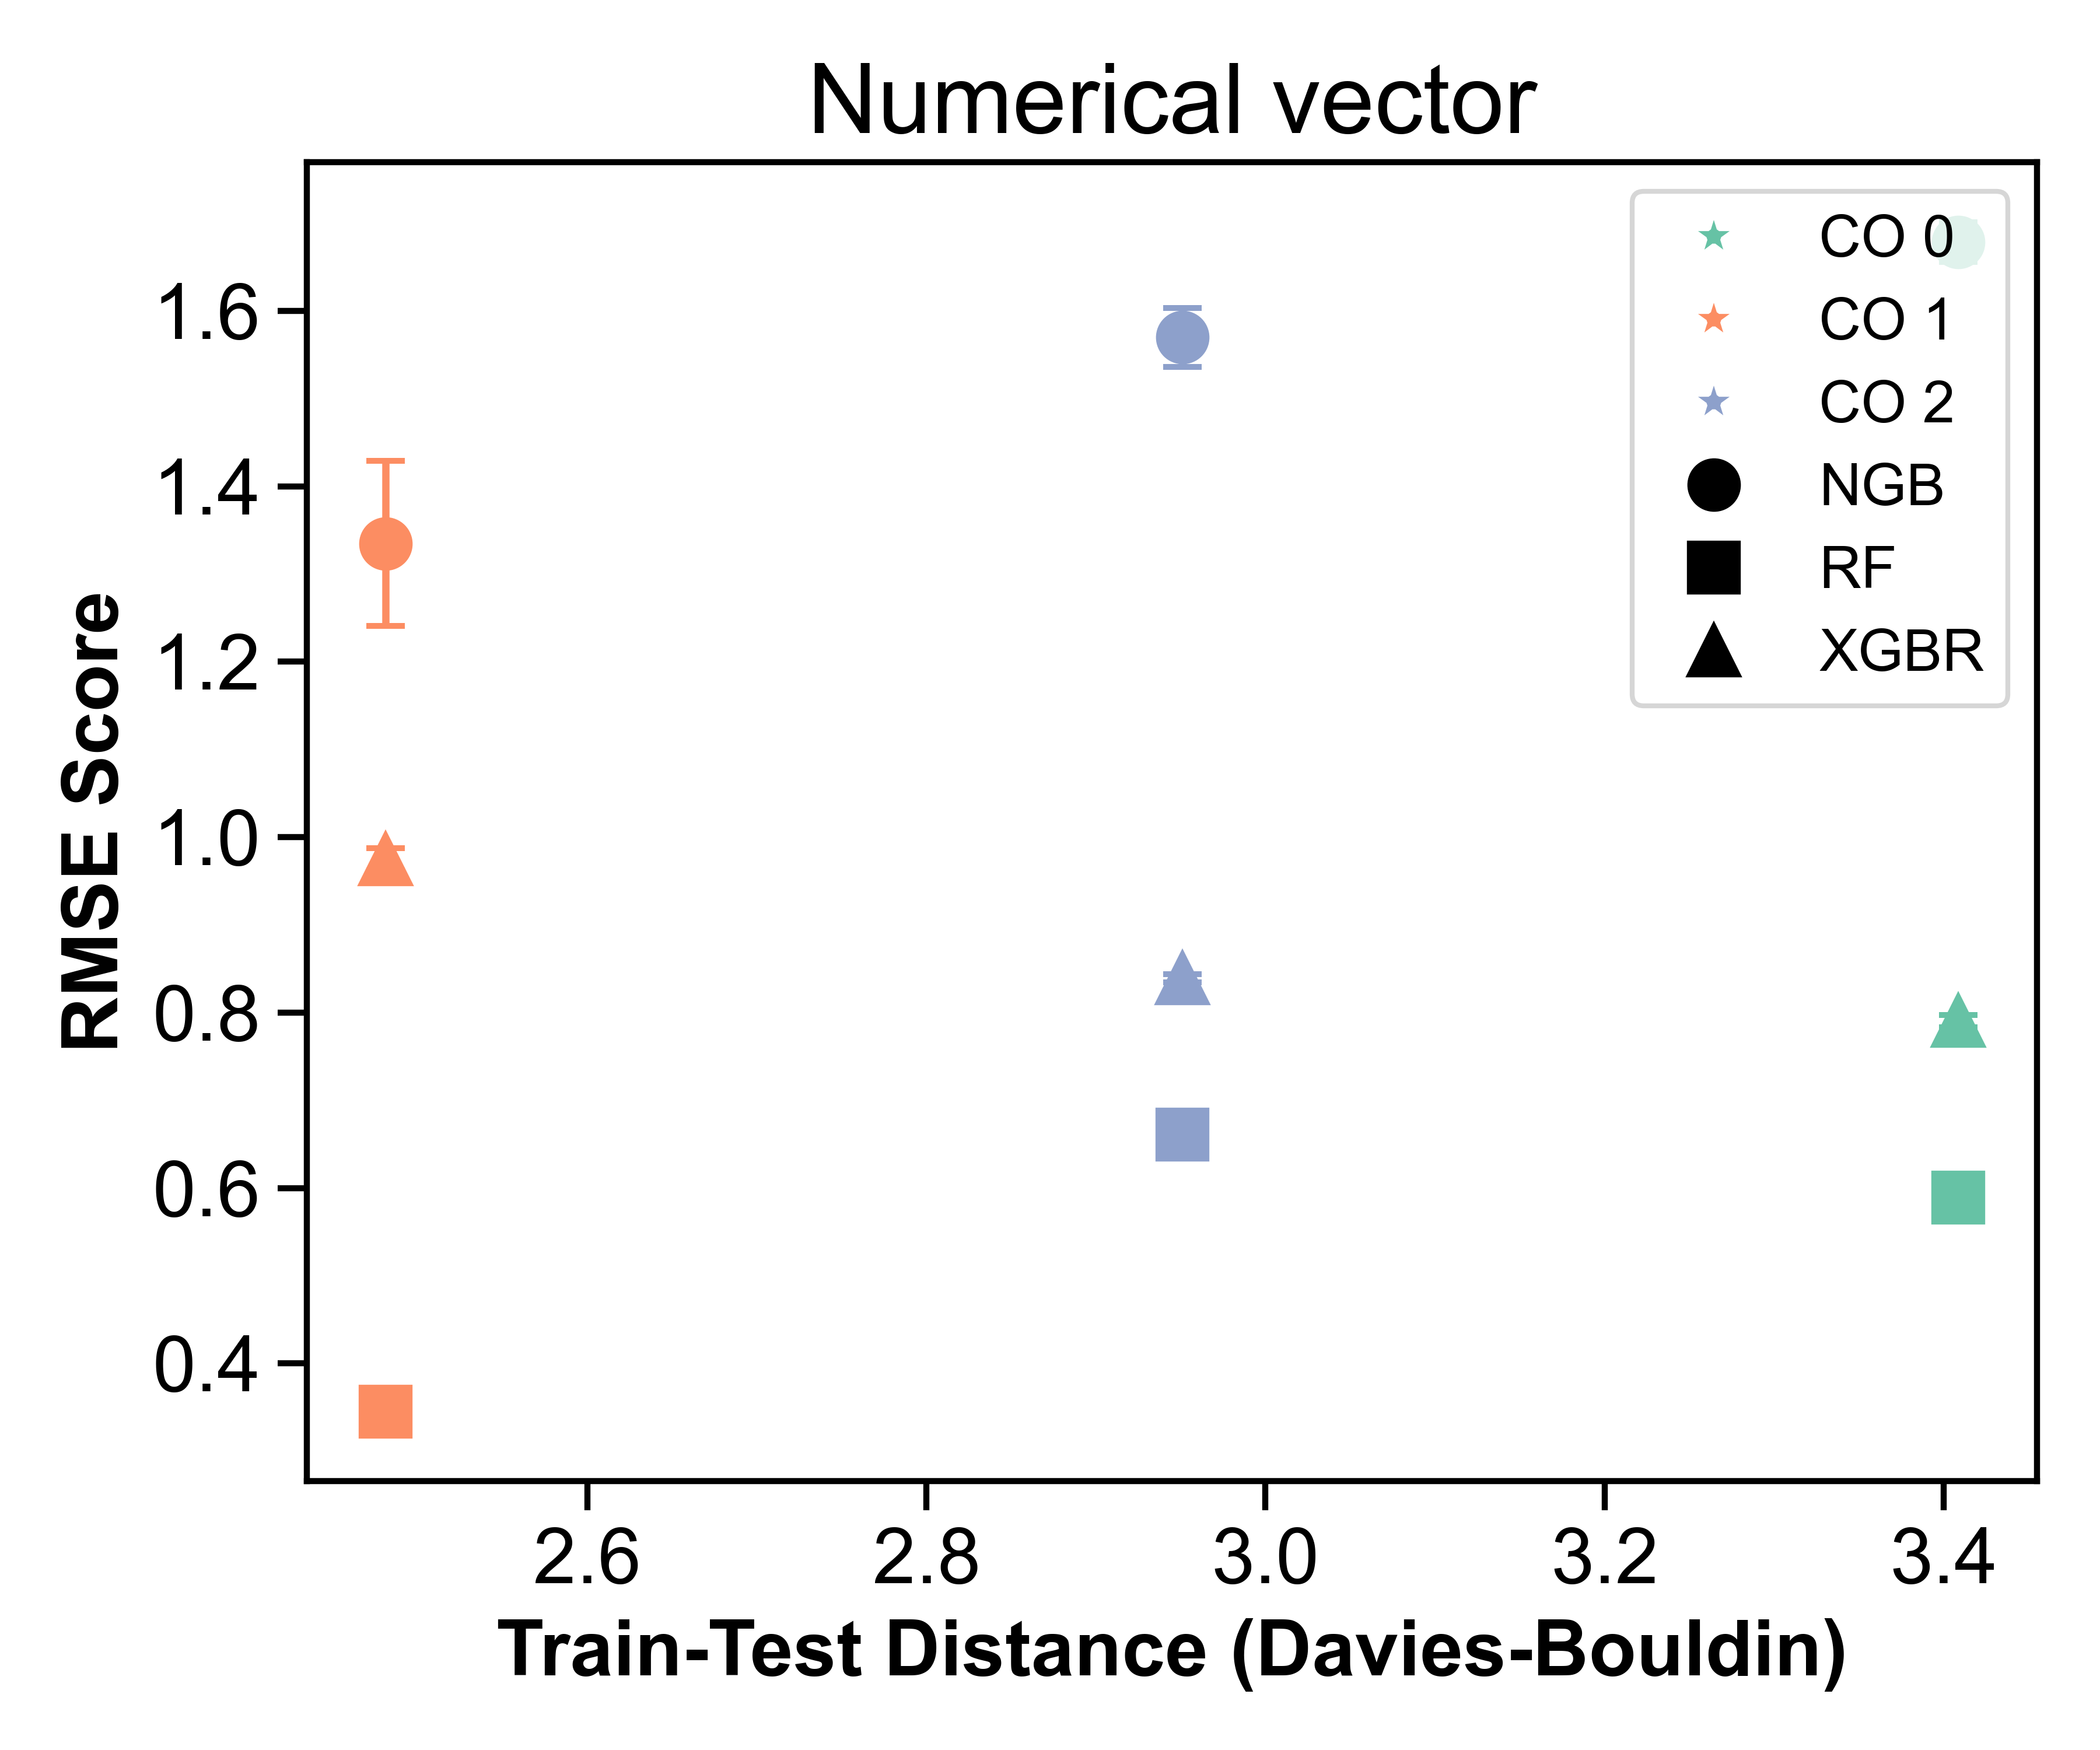 Numerical vector
CO 0
CO 1
CO 2
NGB
RF
XGBR
RMSE Score
1.6
1.4
1.2
1.0
0.8
0.6
0.4
2.6 2.8 3.0 3.2 3.4
Train-Test Distance (Davies-Bouldin)